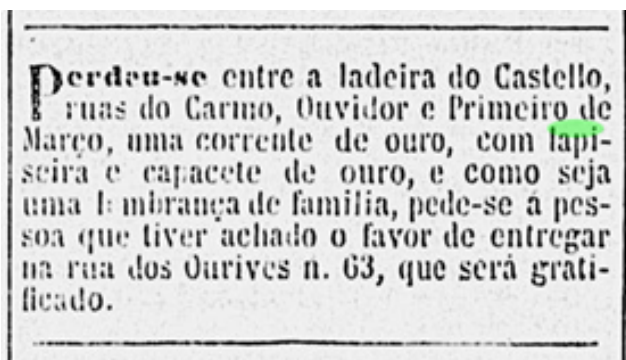 Perdeu-se entre a ladeira do Castello,
ruas do Carmo, Ouvidor e Primeiro de
Março, uma corrente de ouro, com lapi-
seira e capacete de ouro, e como seja
uma lembrança de familia, pede-se á pes-
soa que tiver achado o favor de entregar
na rua dos Ourives n. 63, que será grati-
ficado.